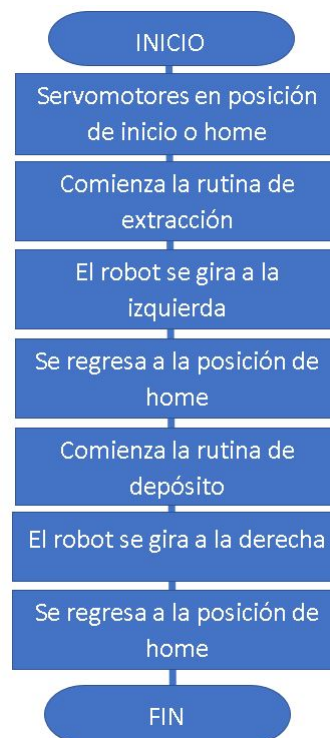 INICIO
Servomotores en posición
de inicio o home
Comienza la rutina de
extracción
El robot se gira a la
izquierda
Se regresa a la posición de
home
Comienza la rutina de
depósito
El robot se gira a la derecha
Se regresa a la posición de
home
FIN